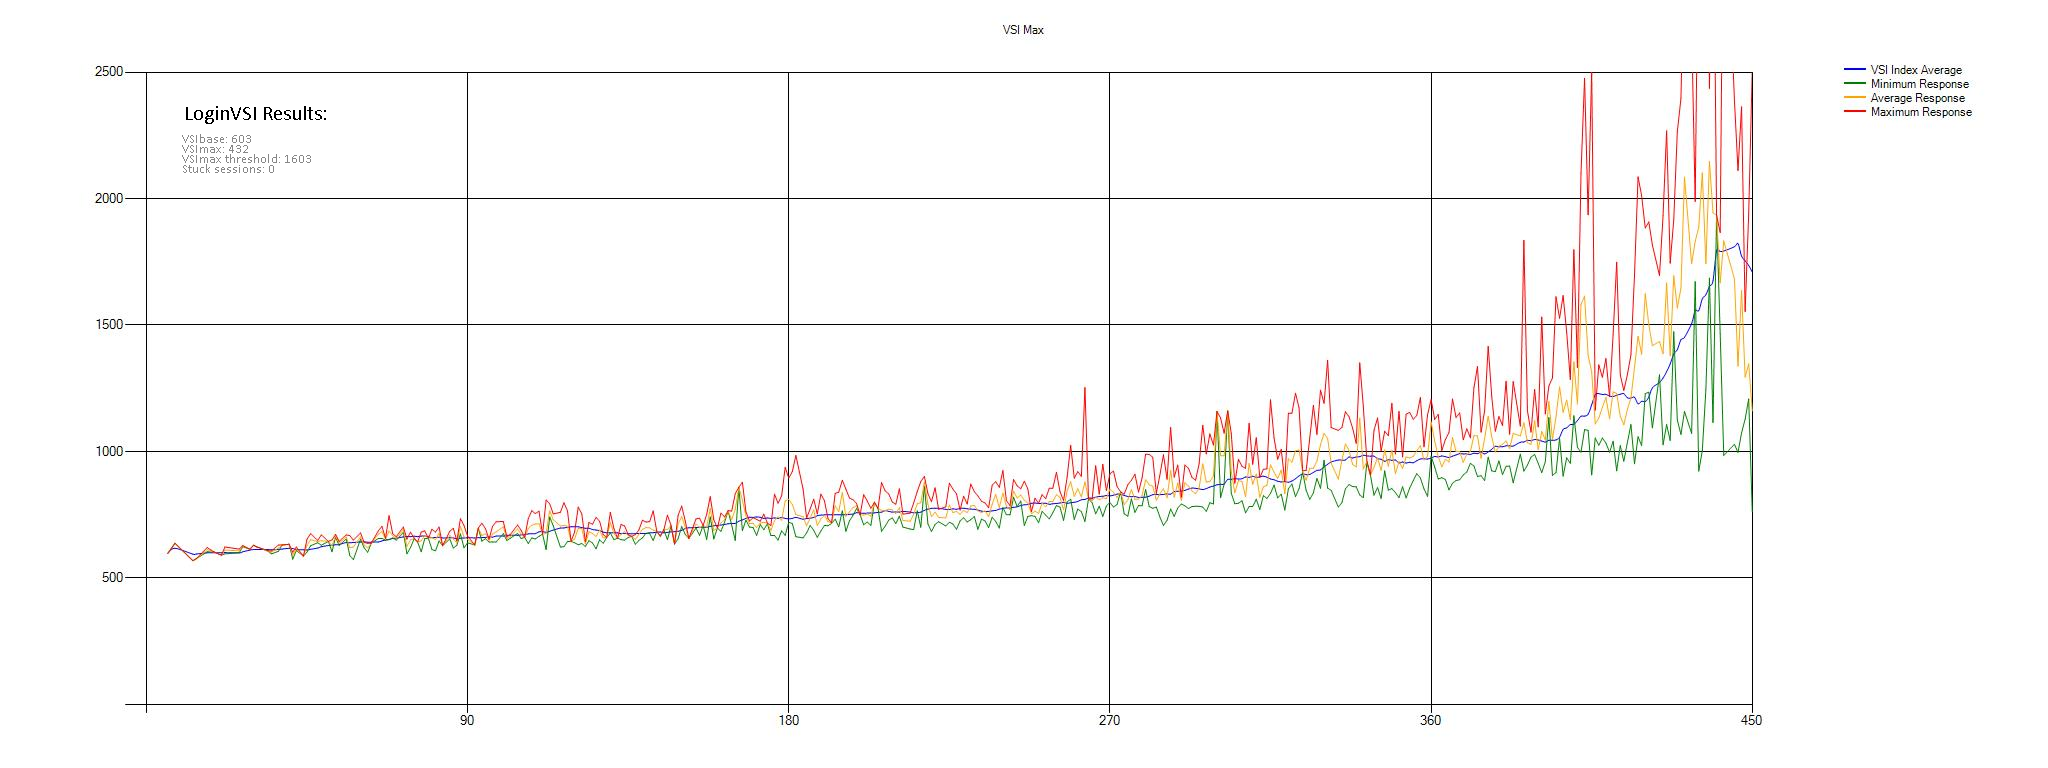 VSI Max
2500
2000
1500
1000
500
90
180
270
360
450
LoginVSI Results:
VSIbase: 603
VSImax: 432
VSImax threshold: 1603
Stuck sessions: 0
VSI Index Average
Minimum Response
Average Response
Maximum Response